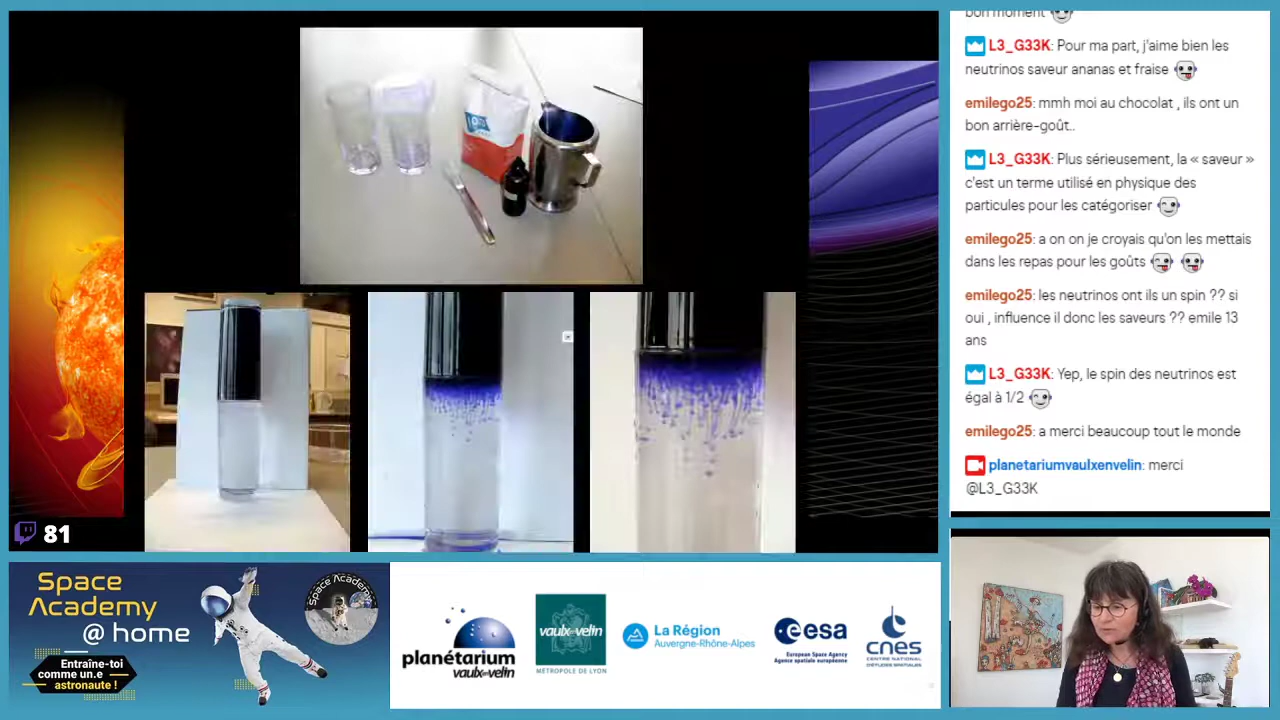 bon moment
L3_G33K: Pour ma part, j'aime bien les
neutrinos saveur ananas et fraise
emilego25: mmh moi au chocolat , ils ont un
bon arrière-goût..
L3_G33K: Plus sérieusement, la « saveur »
c'est un terme utilisé en physique des
particules pour les catégoriser
emilego25: a on on je croyais qu'on les mettais
dans les repas pour les goûts
emilego25: les neutrinos ont ils un spin ?? si
oui , influence il donc les saveurs ?? emile 13
ans
L3_G33K: Yep, le spin des neutrinos est
égal à 1/2
emilego25: a merci beaucoup tout le monde
planetariumvaulxenvelin: merci
@L3_G33K
81
Space
Academy
@ home
Entraîne-toi
comme un.e
astronaute !
Space Academy
planétarium
vaulx en velin
vaulx en velin
MÉTROPOLE DE LYON
La Région
Auvergne-Rhône-Alpes
esa
European Space Agency
Agence spatiale européenne
cnes
CENTRE NATIONAL
D'ÉTUDES SPATIALES